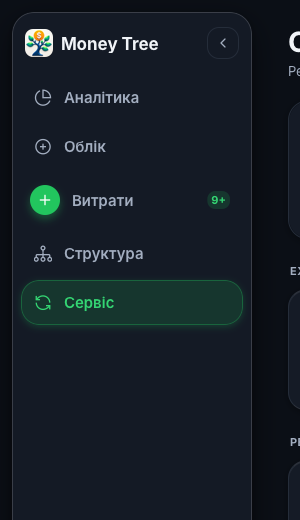 Money Tree
Аналітика
Облік
Витрати
9+
Структура
Сервіс